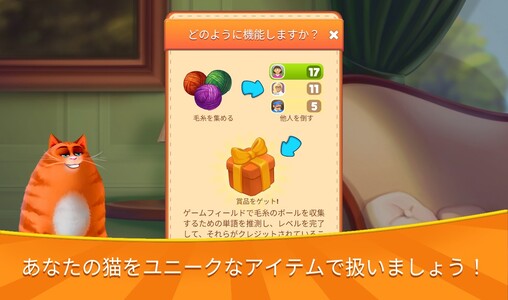 どのように機能しますか？
17
11
5
毛糸を集める
他人を倒す
賞品をゲット!
ゲームフィールドで毛糸のボールを収集
するための単語を推測し、レベルを完了
して、それらがクレジットされているこ
あなたの猫をユニークなアイテムで扱いましょう！